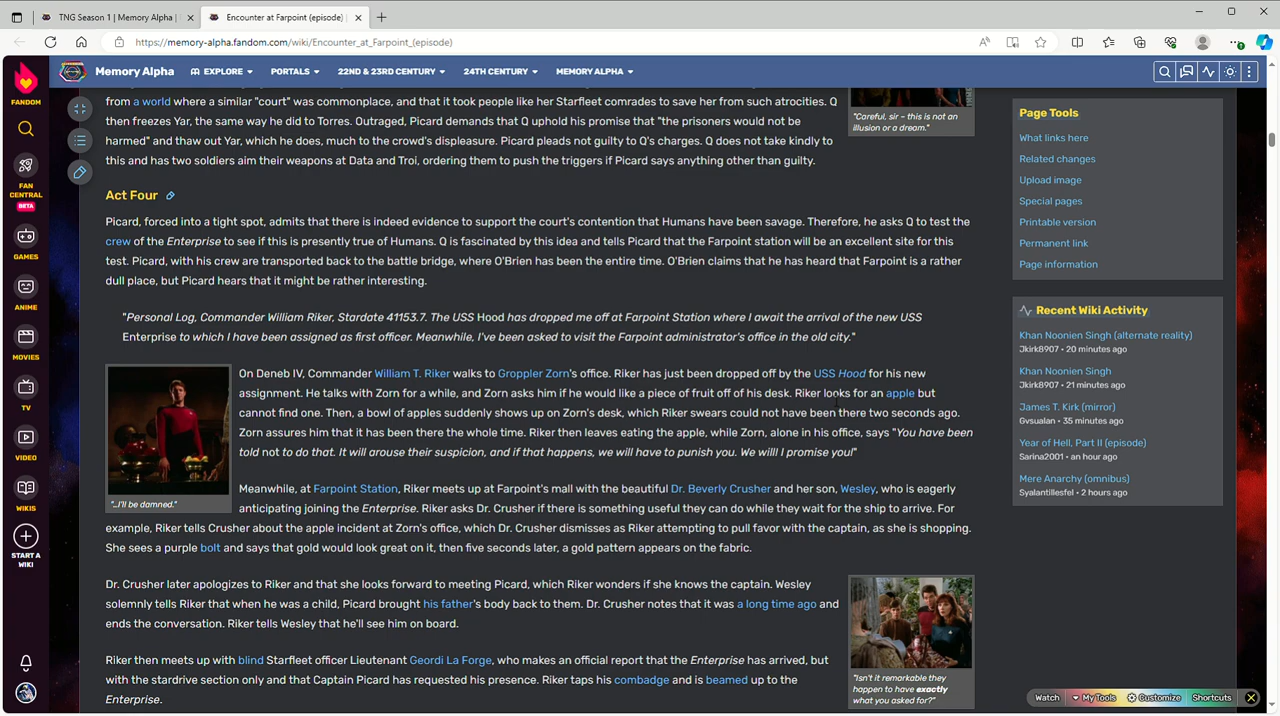 TNG Season 1 | Memory Alpha |
Encounter at Farpoint (episode) |
https://memory-alpha.fandom.com/wiki/Encounter_at_Farpoint_(episode)
FANDOM
Memory Alpha
EXPLORE
PORTALS
22ND & 23RD CENTURY
24TH CENTURY
MEMORY ALPHA
FAN CENTRAL
BETA
GAMES
ANIME
MOVIES
TV
VIDEO
WIKIS
START A WIKI
from a world where a similar "court" was commonplace, and that it took people like her Starfleet comrades to save her from such atrocities. Q
then freezes Yar, the same way he did to Torres. Outraged, Picard demands that Q uphold his promise that "the prisoners would not be
harmed" and thaw out Yar, which he does, much to the crowd's displeasure. Picard pleads not guilty to Q's charges. Q does not take kindly to
this and has two soldiers aim their weapons at Data and Troi, ordering them to push the triggers if Picard says anything other than guilty.
"Careful, sir – this is not an
illusion or a dream."
Act Four
Picard, forced into a tight spot, admits that there is indeed evidence to support the court's contention that Humans have been savage. Therefore, he asks Q to test the
crew of the Enterprise to see if this is presently true of Humans. Q is fascinated by this idea and tells Picard that the Farpoint station will be an excellent site for this
test. Picard, with his crew are transported back to the battle bridge, where O'Brien has been the entire time. O'Brien claims that he has heard that Farpoint is a rather
dull place, but Picard hears that it might be rather interesting.
"Personal Log, Commander William Riker, Stardate 41153.7. The USS Hood has dropped me off at Farpoint Station where I await the arrival of the new USS
Enterprise to which I have been assigned as first officer. Meanwhile, I've been asked to visit the Farpoint administrator's office in the old city."
On Deneb IV, Commander William T. Riker walks to Groppler Zorn's office. Riker has just been dropped off by the USS Hood for his new
assignment. He talks with Zorn for a while, and Zorn asks him if he would like a piece of fruit off of his desk. Riker looks for an apple but
cannot find one. Then, a bowl of apples suddenly shows up on Zorn's desk, which Riker swears could not have been there two seconds ago.
Zorn assures him that it has been there the whole time. Riker then leaves eating the apple, while Zorn, alone in his office, says "You have been
told not to do that. It will arouse their suspicion, and if that happens, we will have to punish you. We will! I promise you!"
"...I'll be damned."
Meanwhile, at Farpoint Station, Riker meets up at Farpoint's mall with the beautiful Dr. Beverly Crusher and her son, Wesley, who is eagerly
anticipating joining the Enterprise. Riker asks Dr. Crusher if there is something useful they can do while they wait for the ship to arrive. For
example, Riker tells Crusher about the apple incident at Zorn's office, which Dr. Crusher dismisses as Riker attempting to pull favor with the captain, as she is shopping.
She sees a purple bolt and says that gold would look great on it, then five seconds later, a gold pattern appears on the fabric.
Dr. Crusher later apologizes to Riker and that she looks forward to meeting Picard, which Riker wonders if she knows the captain. Wesley
solemnly tells Riker that when he was a child, Picard brought his father's body back to them. Dr. Crusher notes that it was a long time ago and
ends the conversation. Riker tells Wesley that he'll see him on board.
Riker then meets up with blind Starfleet officer Lieutenant Geordi La Forge, who makes an official report that the Enterprise has arrived, but
with the stardrive section only and that Captain Picard has requested his presence. Riker taps his combadge and is beamed up to the
Enterprise.
"Isn't it remarkable they
happen to have exactly
what you asked for?"
Page Tools
What links here
Related changes
Upload image
Special pages
Printable version
Permanent link
Page information
Recent Wiki Activity
Khan Noonien Singh (alternate reality)
Jkirk8907 • 20 minutes ago
Khan Noonien Singh
Jkirk8907 • 21 minutes ago
James T. Kirk (mirror)
Gvsualan • 35 minutes ago
Year of Hell, Part II (episode)
Sarina2001 • an hour ago
Mere Anarchy (omnibus)
Syalantillesfel • 2 hours ago
Watch
My Tools
Customize
Shortcuts